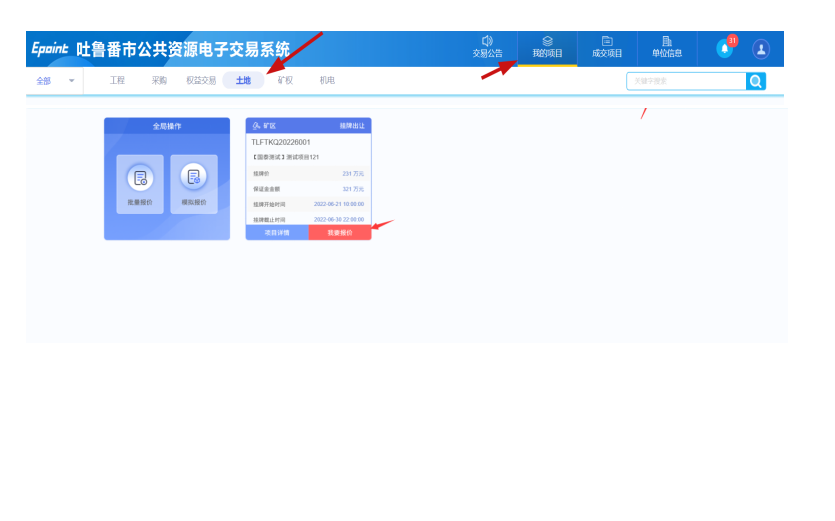 Epoint 吐鲁番市公共资源电子交易系统
交易公告 我的项目 成交项目 单位信息 31
全部 工程 采购 权益交易 土地 矿权 机电 关键字搜索
全局操作
批量报价 模拟报价
矿区 挂牌出让
TLFTKQ20226001
【国泰测试】测试项目121
挂牌价 231 万元
保证金金额 321 万元
挂牌开始时间 2022-06-21 10:00:00
挂牌截止时间 2022-06-30 22:00:00
项目详情 我要报价